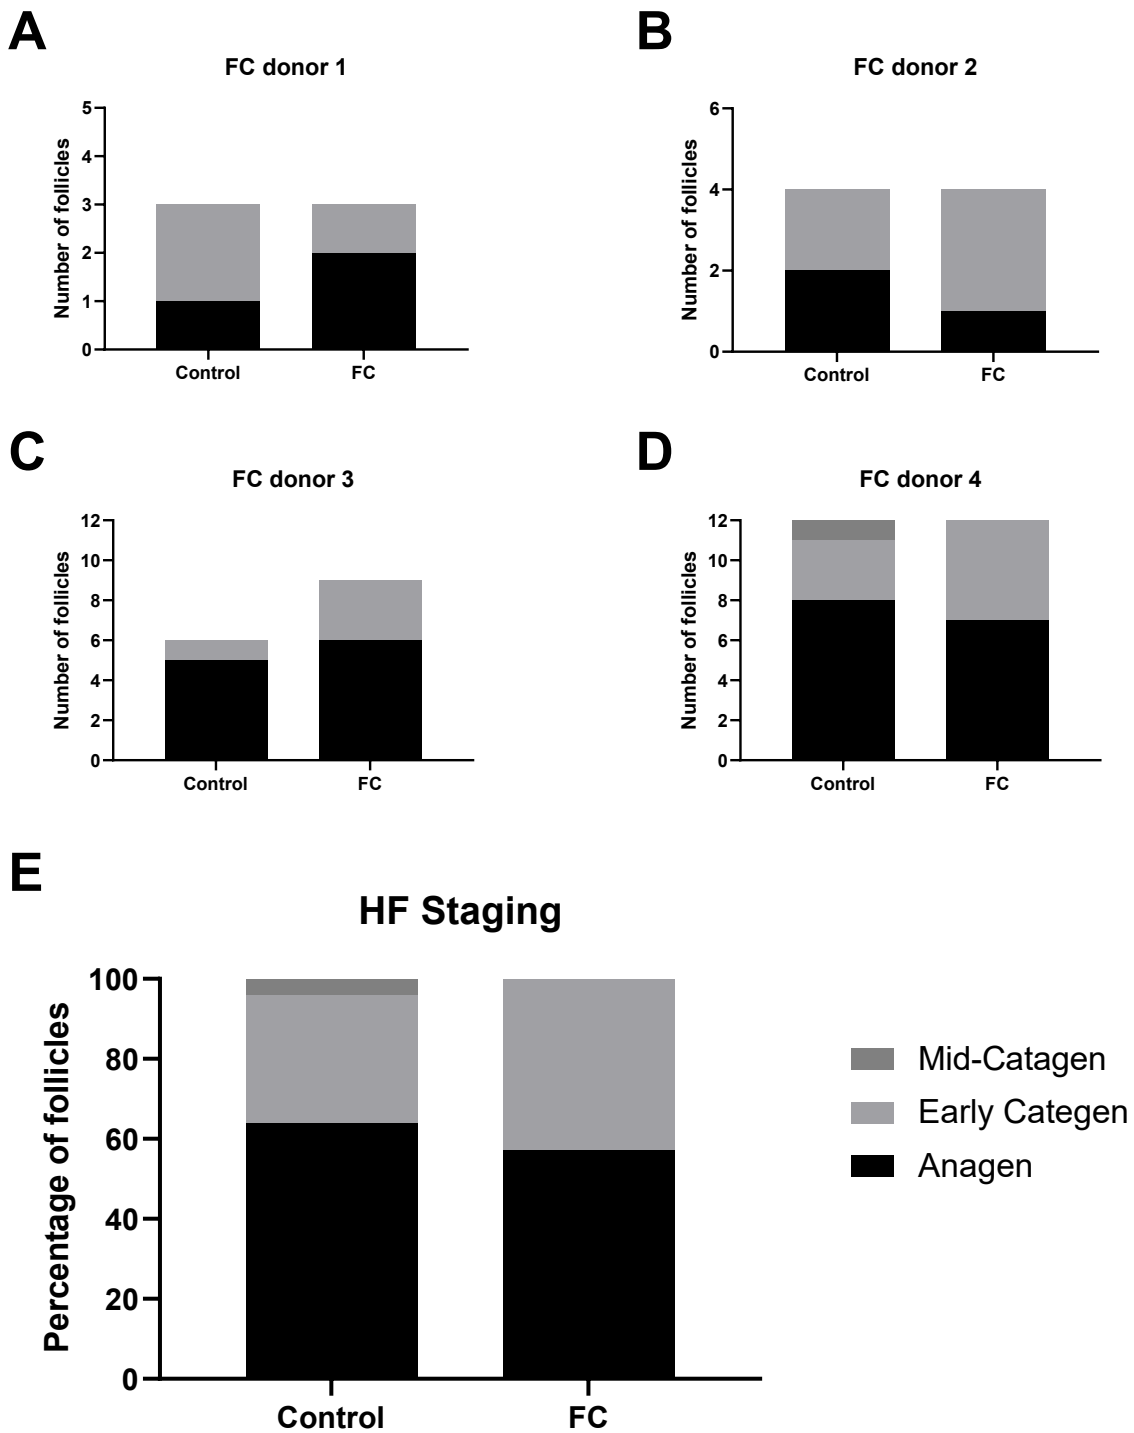 A
FC donor 1
Number of follicles
5
4
3
2
1
0
Control FC
B
FC donor 2
Number of follicles
6
4
2
0
Control FC
C
FC donor 3
Number of follicles
12
10
8
6
4
2
0
Control FC
D
FC donor 4
Number of follicles
12
10
8
6
4
2
0
Control FC
E
HF Staging
Percentage of follicles
100
80
60
40
20
0
Control FC
Mid-Catagen
Early Categen
Anagen